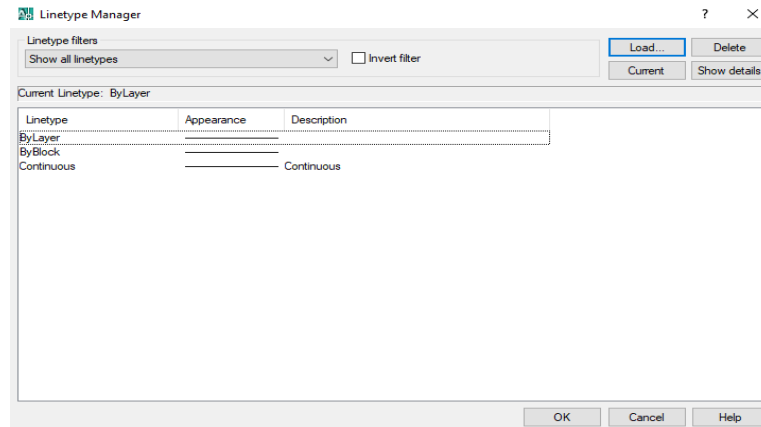 Linetype Manager
?
Linetype filters
Show all linetypes
Invert filter
Load...
Delete
Current
Show details
Current Linetype: ByLayer
Linetype Appearance Description
ByLayer
ByBlock
Continuous Continuous
OK Cancel Help